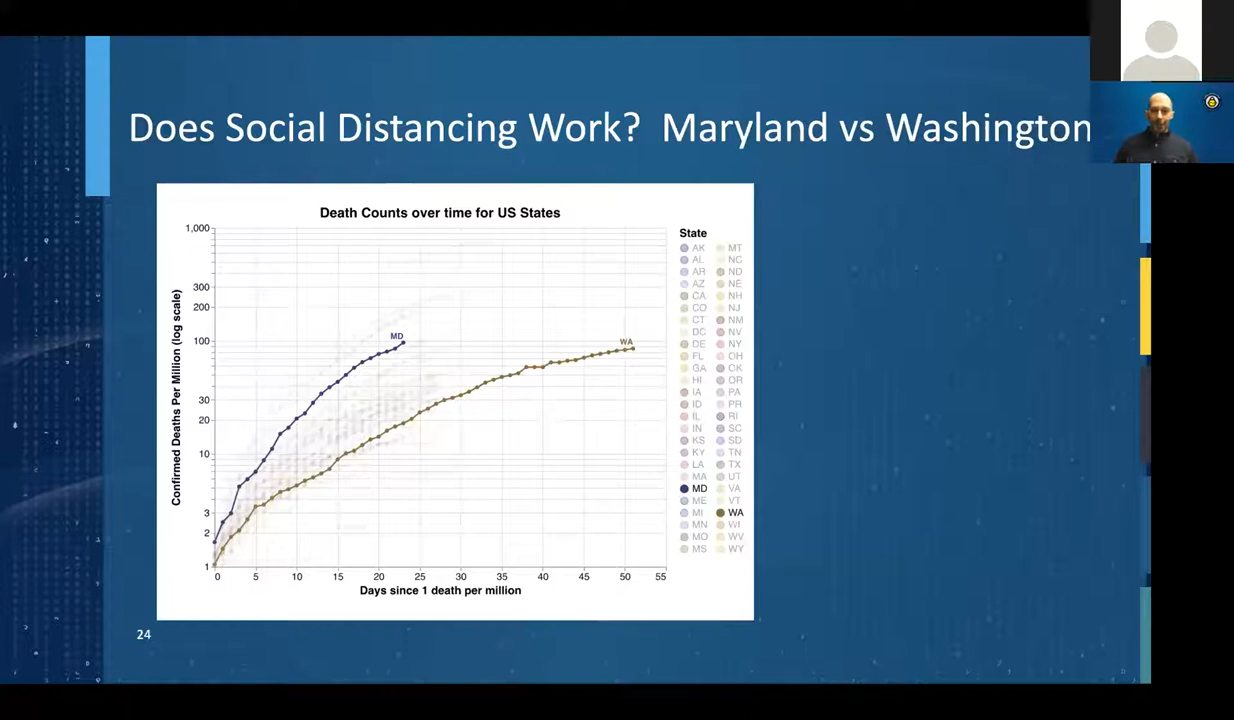 Does Social Distancing Work?  Maryland vs Washington
Death Counts over time for US States
Confirmed Deaths Per Million (log scale)
1,000
300
200
100
30
20
10
3
2
1
MD
WA
0 5 10 15 20 25 30 35 40 45 50 55
Days since 1 death per million
State
AK MT
AL NC
AR ND
AZ NE
CA NH
CO NJ
CT NM
DC NV
DE NY
FL OH
GA OK
HI OR
IA PA
ID PR
IL RI
IN SC
KS SD
KY TN
LA TX
MA UT
MD VA
ME VT
MI WA
MN WI
MO WV
MS WY
24